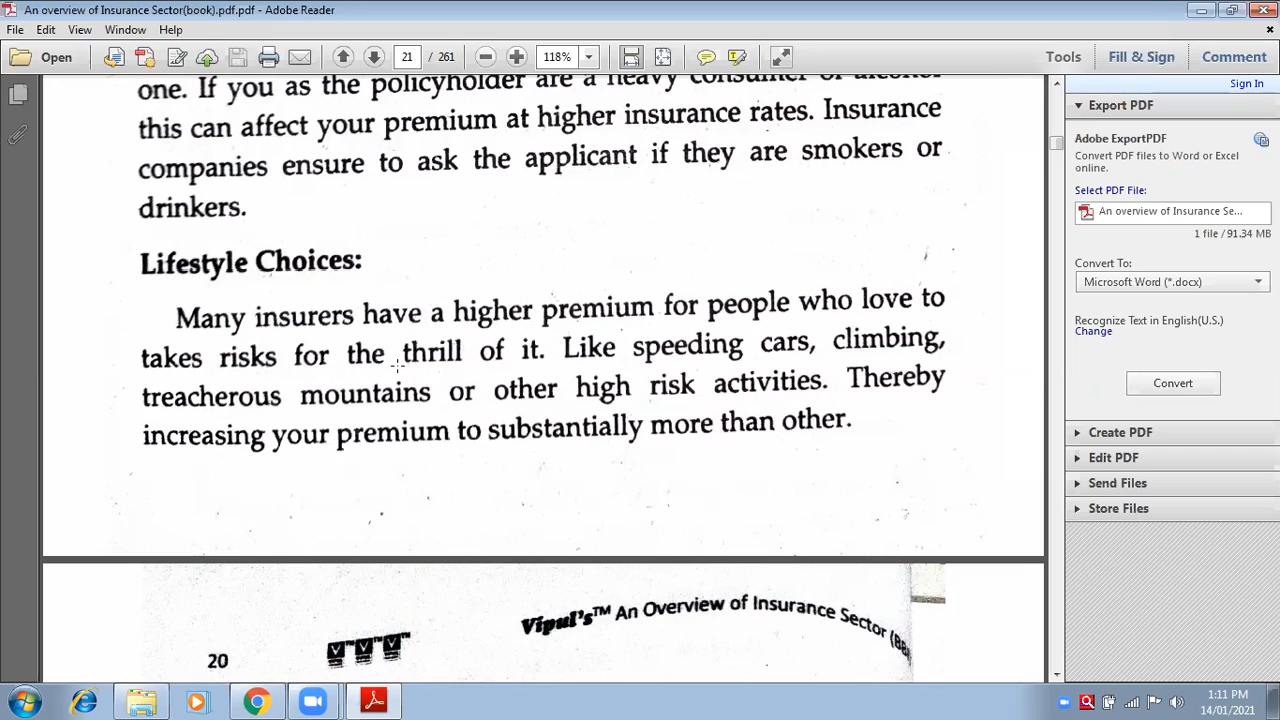 An overview of Insurance Sector(book).pdf.pdf - Adobe Reader
File Edit View Window Help
Open 21 / 261 118% Tools Fill & Sign Comment
Sign In
one. If you as the policyholder are a heavy consumer of alcohol
this can affect your premium at higher insurance rates. Insurance
companies ensure to ask the applicant if they are smokers or
drinkers.
Lifestyle Choices:
Many insurers have a higher premium for people who love to
takes risks for the thrill of it. Like speeding cars, climbing,
treacherous mountains or other high risk activities. Thereby
increasing your premium to substantially more than other.
20
Vipul's™ An Overview of Insurance Sector
Export PDF
Adobe ExportPDF
Convert PDF files to Word or Excel
online.
Select PDF File:
An overview of Insurance Se...
1 file / 91.34 MB
Convert To:
Microsoft Word (*.docx)
Recognize Text in English(U.S.)
Change
Convert
Create PDF
Edit PDF
Send Files
Store Files
1:11 PM
14/01/2021